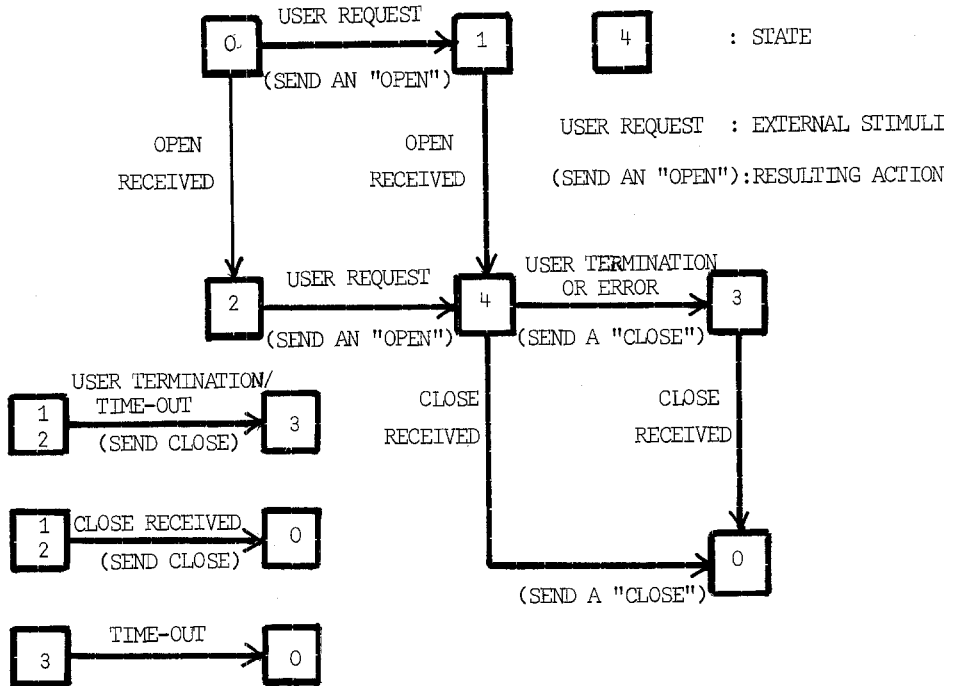 USER REQUEST
0
1
(SEND AN "OPEN")
4 : STATE
OPEN
RECEIVED
OPEN
RECEIVED
USER REQUEST : EXTERNAL STIMULI
(SEND AN "OPEN"):RESULTING ACTION
2
USER REQUEST
(SEND AN "OPEN")
4
USER TERMINATION
OR ERROR
(SEND A "CLOSE")
3
CLOSE
RECEIVED
CLOSE
RECEIVED
0
(SEND A "CLOSE")
1
2
USER TERMINATION/
TIME-OUT
(SEND CLOSE)
3
1
2
CLOSE RECEIVED
(SEND CLOSE)
0
3
TIME-OUT
0